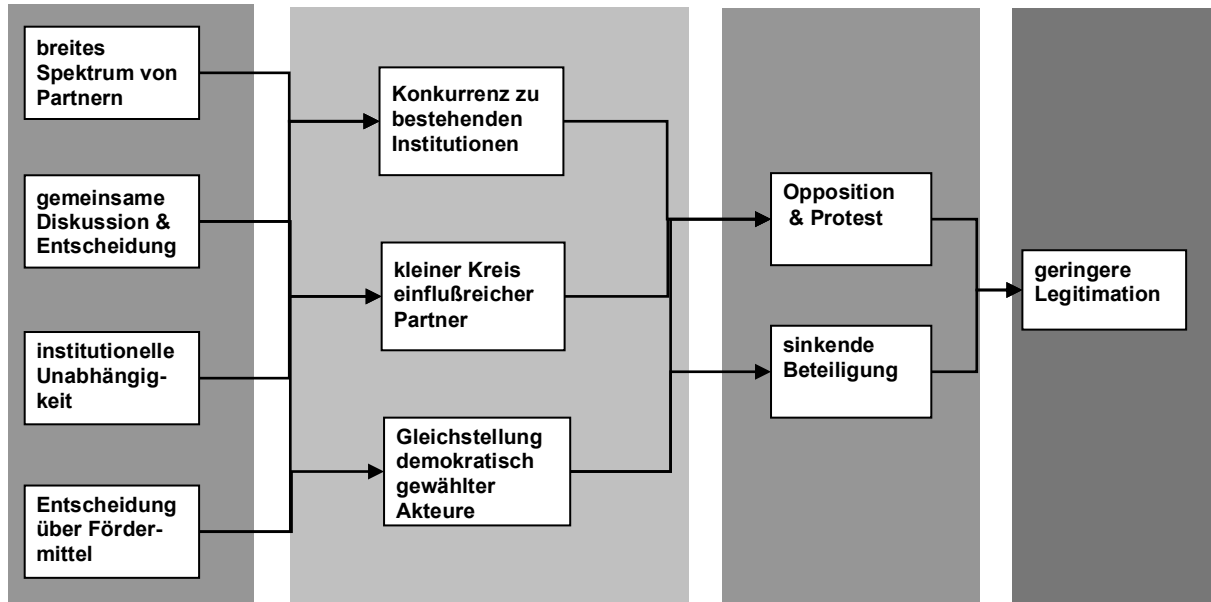 breites
Spektrum von
Partnern
gemeinsame
Diskussion &
Entscheidung
institutionelle
Unabhängig-
keit
Entscheidung
über Förder-
mittel
Konkurrenz zu
bestehenden
Institutionen
kleiner Kreis
einflußreicher
Partner
Gleichstellung
demokratisch
gewählter
Akteure
Opposition
& Protest
sinkende
Beteiligung
geringere
Legitimation